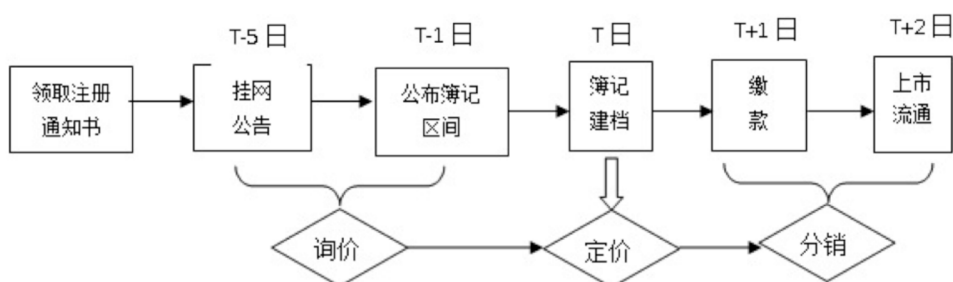 T-5 日
T-1 日
T 日
T+1 日
T+2 日
领取注册
通知书
挂网
公告
公布簿记
区间
簿记
建档
缴
款
上市
流通
询价
定价
分销